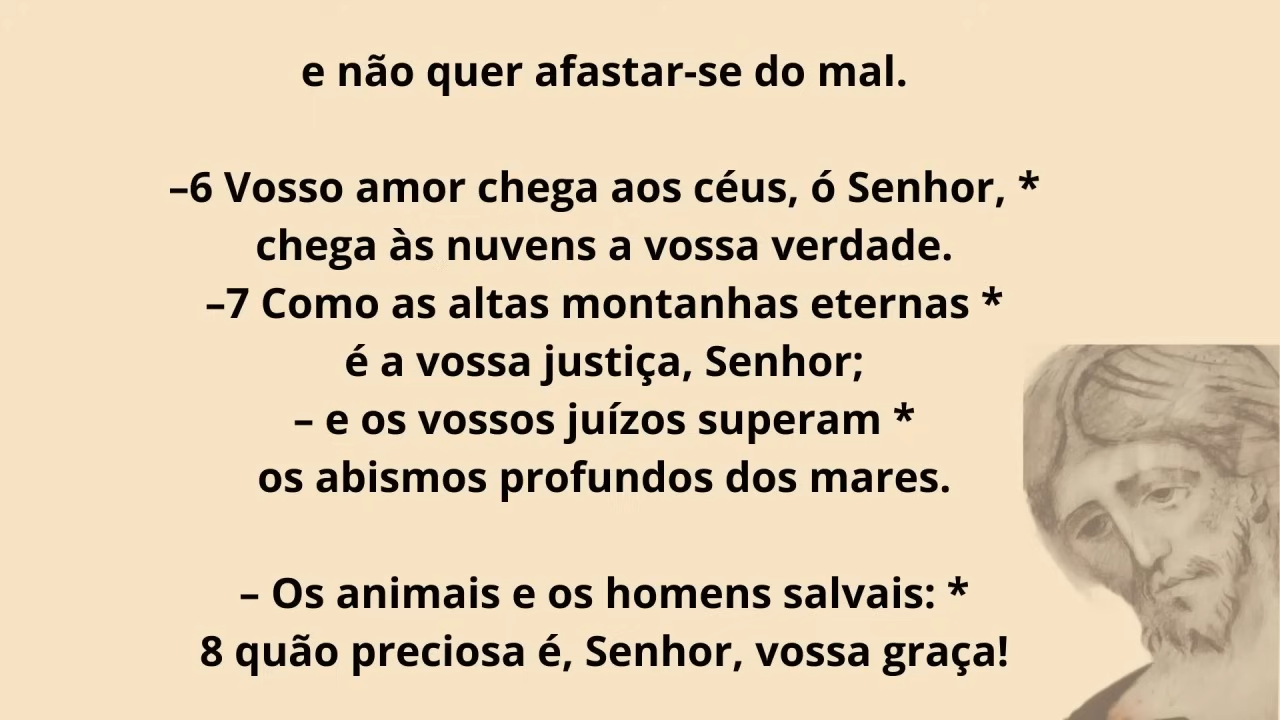 e não quer afastar-se do mal.
–6 Vosso amor chega aos céus, ó Senhor, *
chega às nuvens a vossa verdade.
–7 Como as altas montanhas eternas *
é a vossa justiça, Senhor;
– e os vossos juízos superam *
os abismos profundos dos mares.
– Os animais e os homens salvais: *
8 quão preciosa é, Senhor, vossa graça!